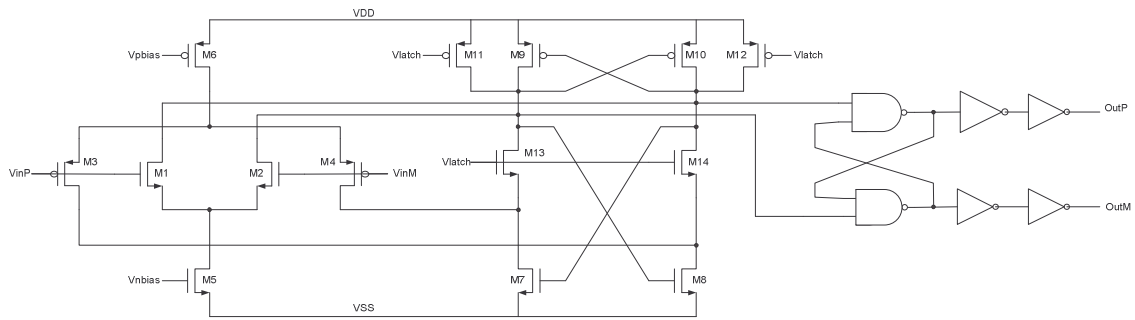 VDD
Vpbias
M6
Vlatch
M11
M9
M10
M12
Vlatch
OutP
M3
M1
M2
M4
M13
M14
VinP
VinM
Vlatch
OutM
Vnbias
M5
M7
M8
VSS